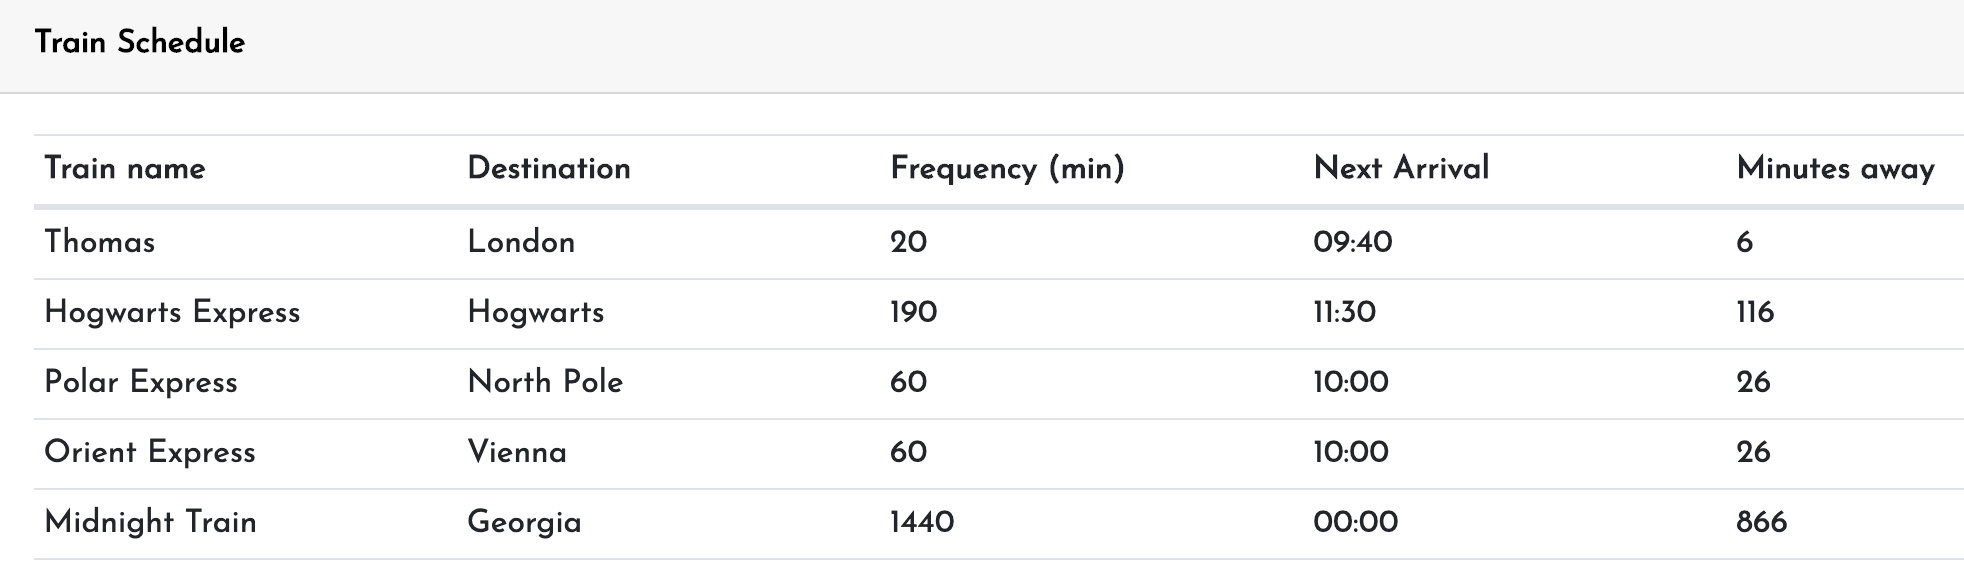 Train Schedule
Train name Destination Frequency (min) Next Arrival Minutes away
Thomas London 20 09:40 6
Hogwarts Express Hogwarts 190 11:30 116
Polar Express North Pole 60 10:00 26
Orient Express Vienna 60 10:00 26
Midnight Train Georgia 1440 00:00 866